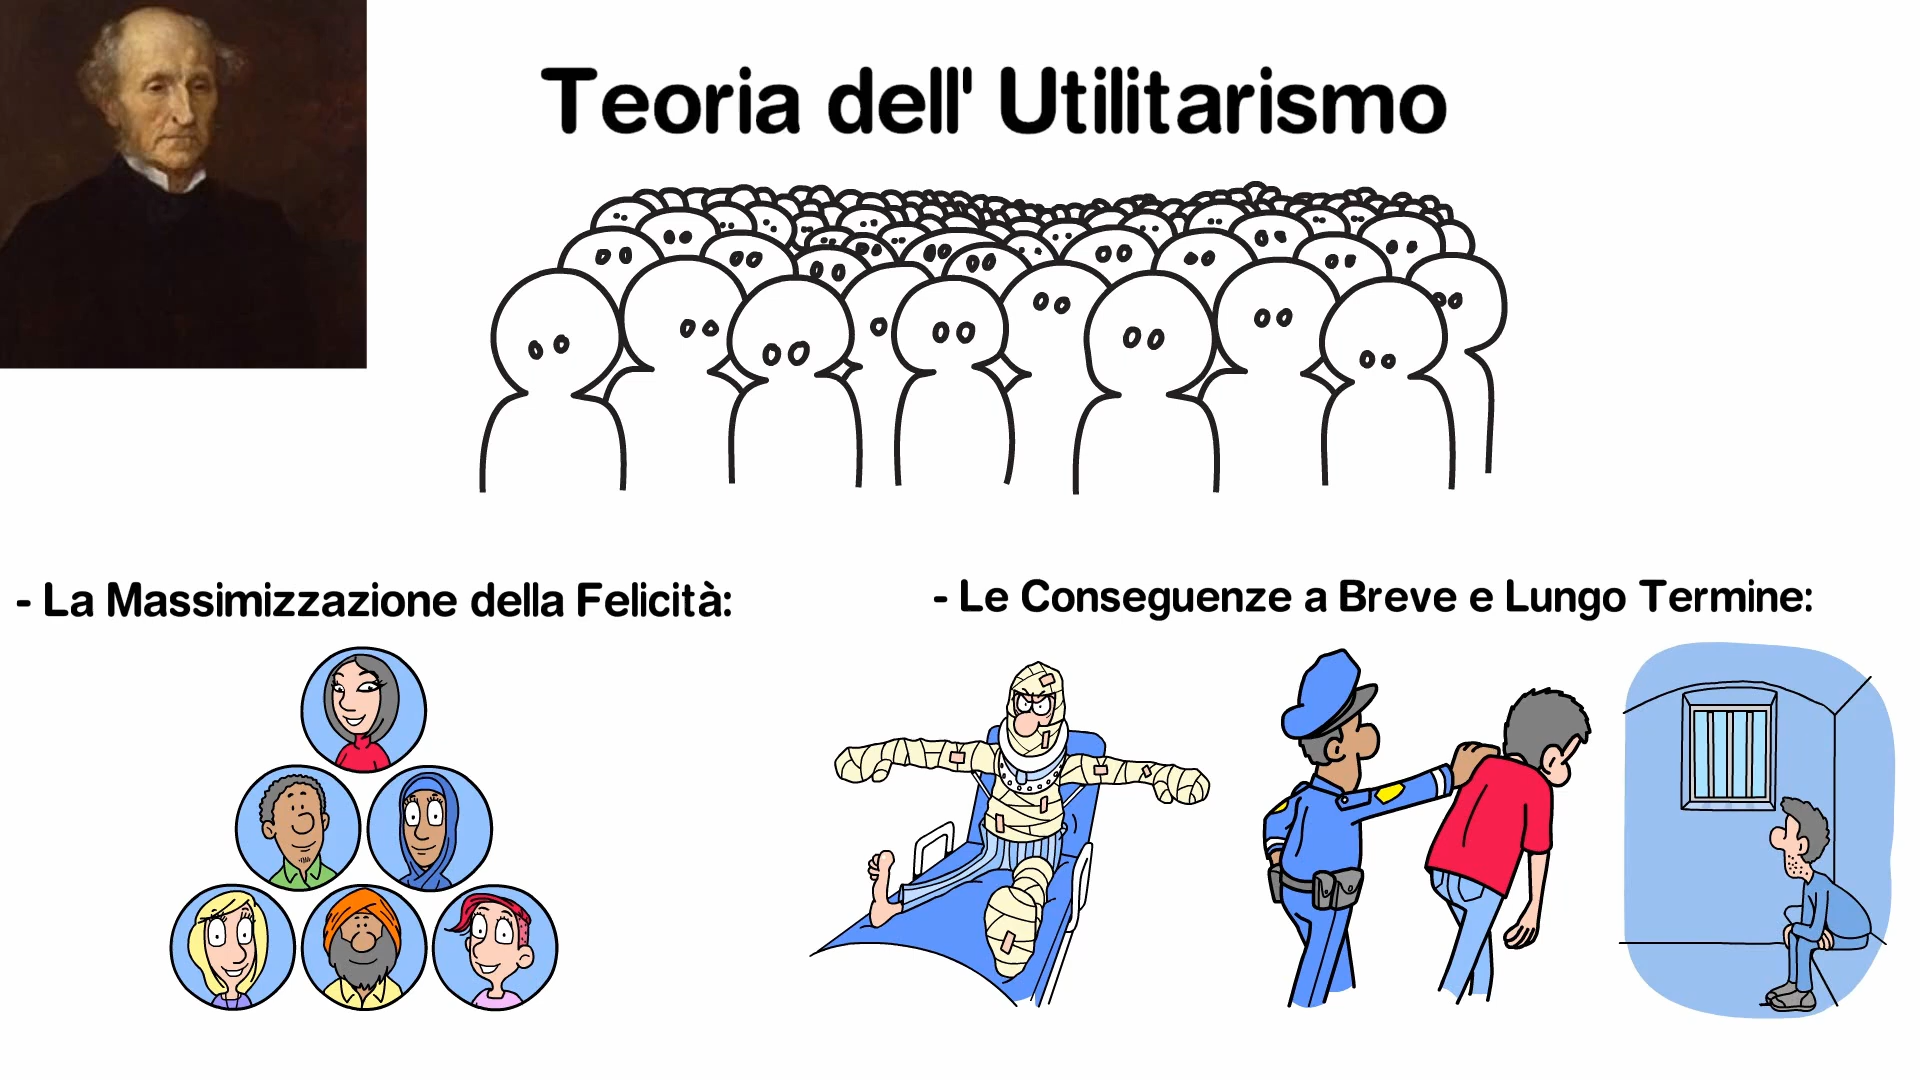 Teoria dell' Utilitarismo
- La Massimizzazione della Felicità:
- Le Conseguenze a Breve e Lungo Termine: